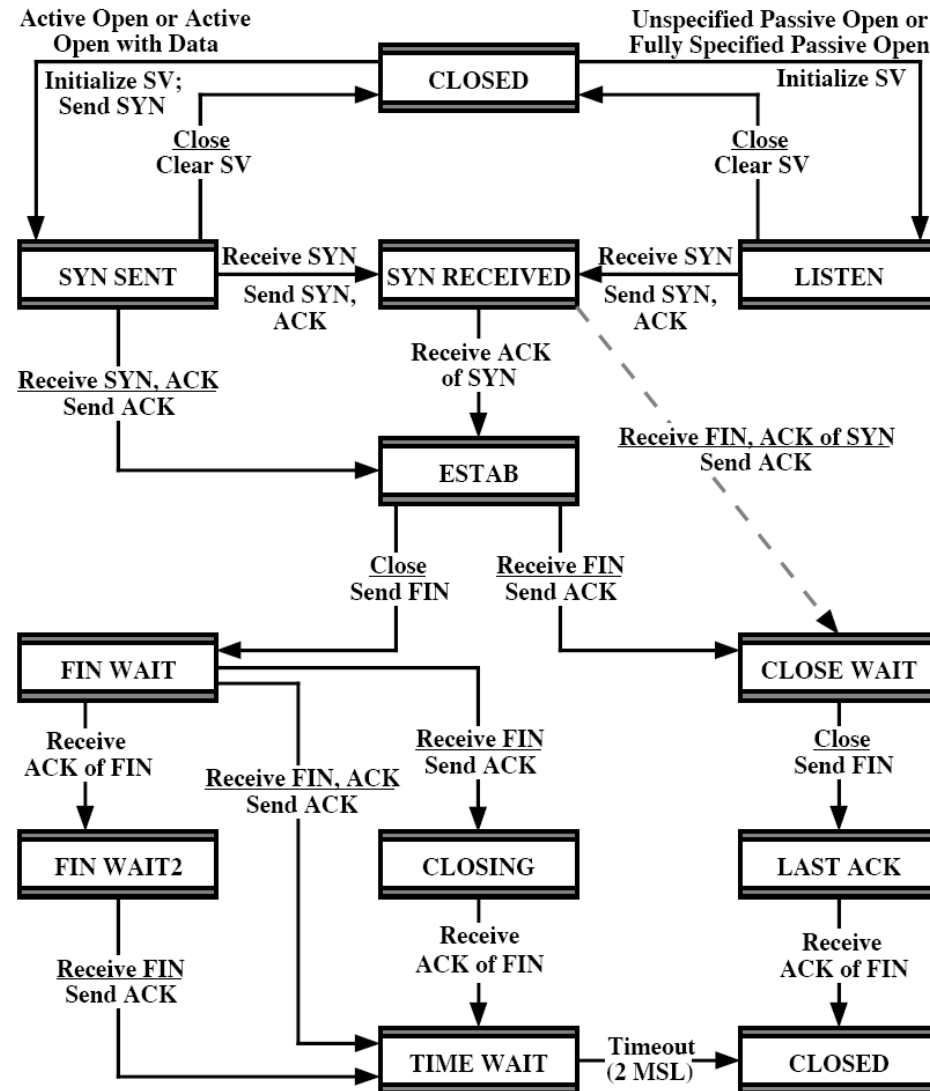 Active Open or Active
Open with Data
Unspecified Passive Open or
Fully Specified Passive Open
CLOSED
Initialize SV;
Send SYN
Initialize SV
Close
Clear SV
Close
Clear SV
SYN SENT
Receive SYN
Send SYN,
ACK
SYN RECEIVED
Receive SYN
Send SYN,
ACK
LISTEN
Receive SYN, ACK
Send ACK
Receive ACK
of SYN
Receive FIN, ACK of SYN
Send ACK
ESTAB
Close
Send FIN
Receive FIN
Send ACK
FIN WAIT
CLOSE WAIT
Receive
ACK of FIN
Receive FIN, ACK
Send ACK
Receive FIN
Send ACK
Close
Send FIN
FIN WAIT2
CLOSING
LAST ACK
Receive FIN
Send ACK
Receive
ACK of FIN
Receive
ACK of FIN
TIME WAIT
Timeout
(2 MSL)
CLOSED